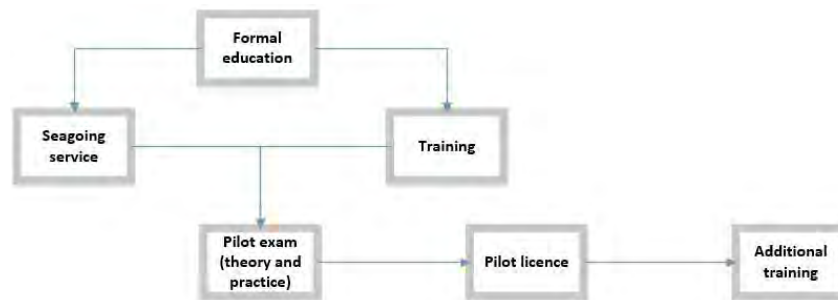 Formal
education
Seagoing
service
Training
Pilot exam
(theory and
practice)
Pilot licence
Additional
training